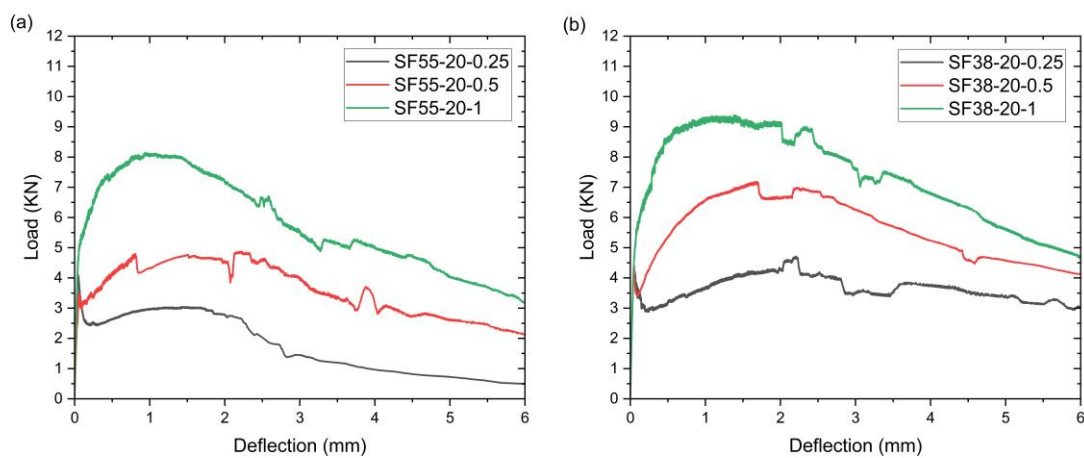 (a)
SF55-20-0.25
SF55-20-0.5
SF55-20-1
Load (KN)
12
11
10
9
8
7
6
5
4
3
2
1
0
0 1 2 3 4 5 6
Deflection (mm)
(b)
SF38-20-0.25
SF38-20-0.5
SF38-20-1
Load (KN)
12
11
10
9
8
7
6
5
4
3
2
1
0
0 1 2 3 4 5 6
Deflection (mm)